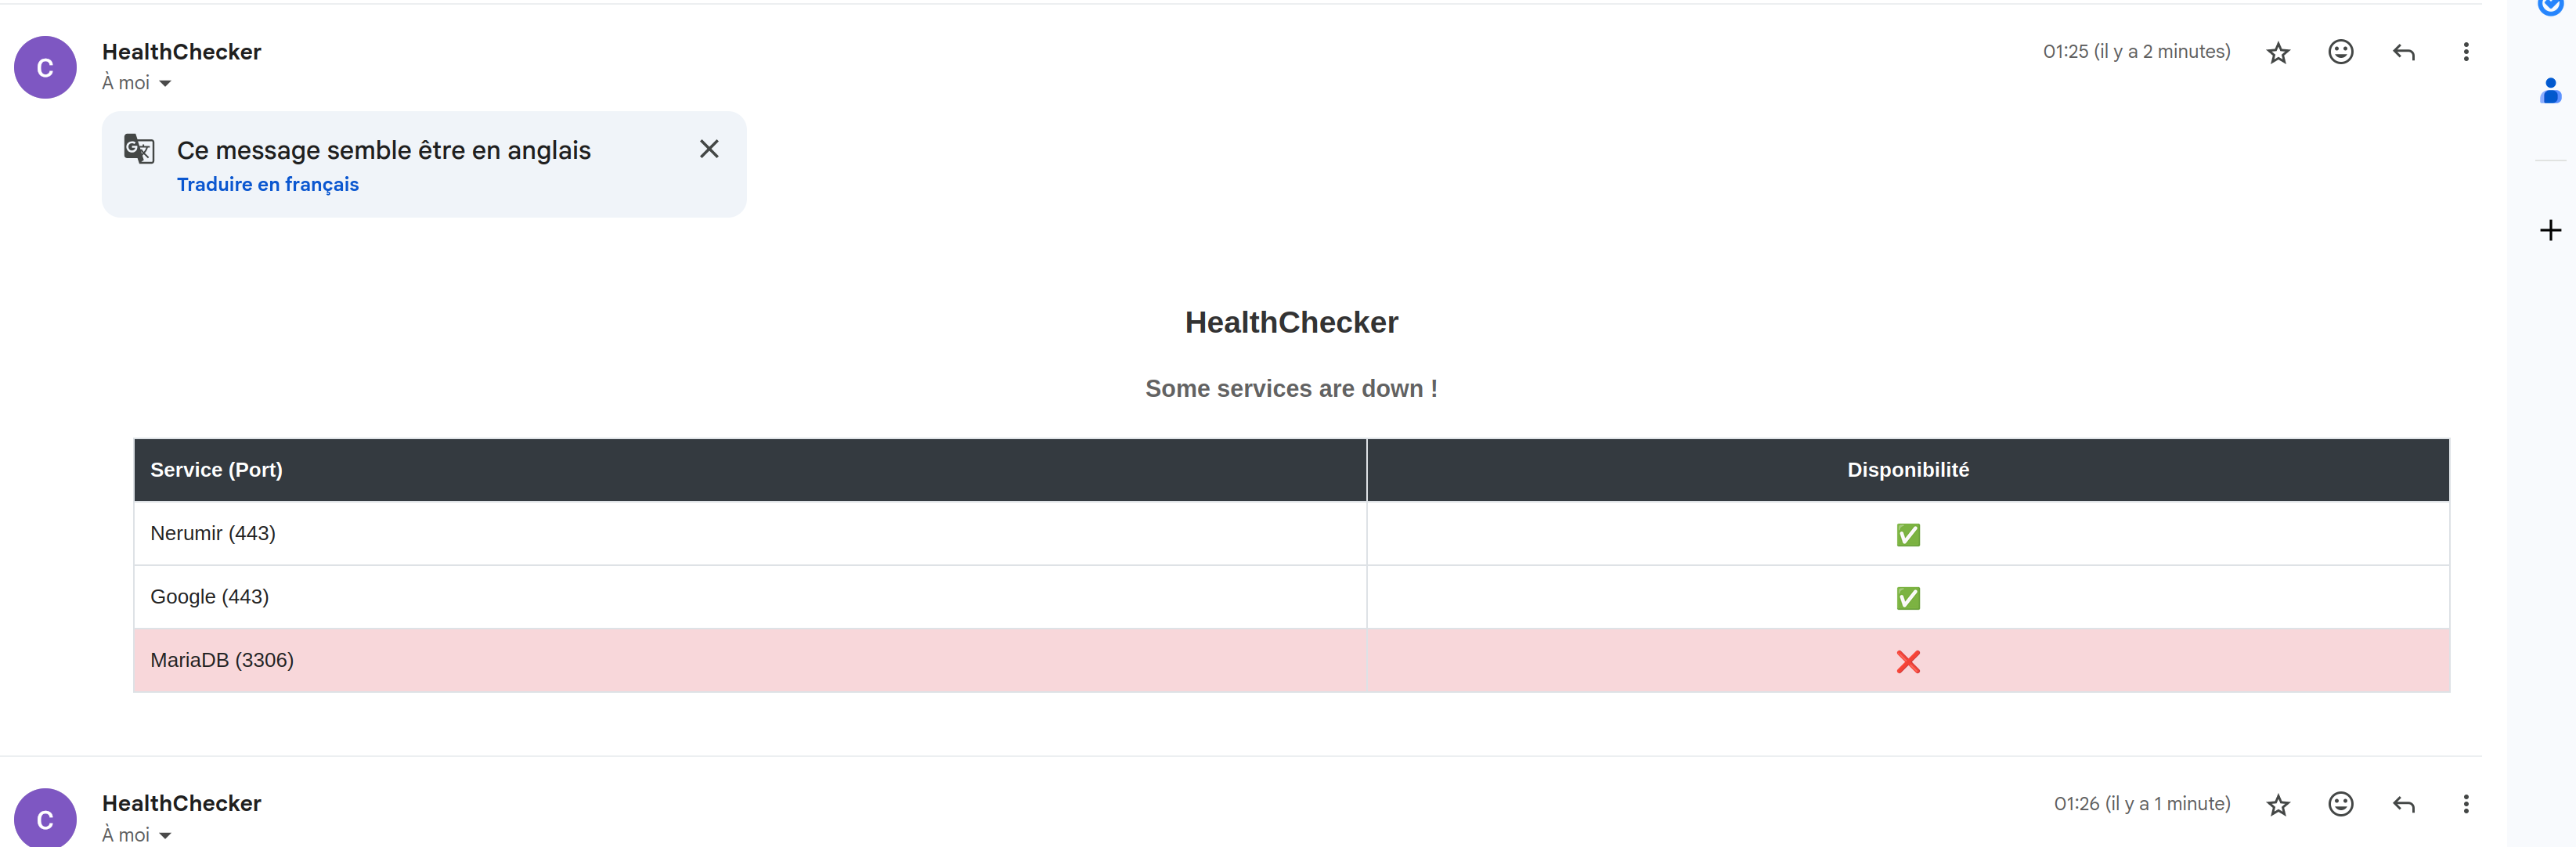 C
HealthChecker
01:25 (il y a 2 minutes)
À moi
Ce message semble être en anglais
Traduire en français
HealthChecker
Some services are down !
Service (Port) Disponibilité
Nerumir (443) ✅
Google (443) ✅
MariaDB (3306) ❌
C
HealthChecker
01:26 (il y a 1 minute)
À moi